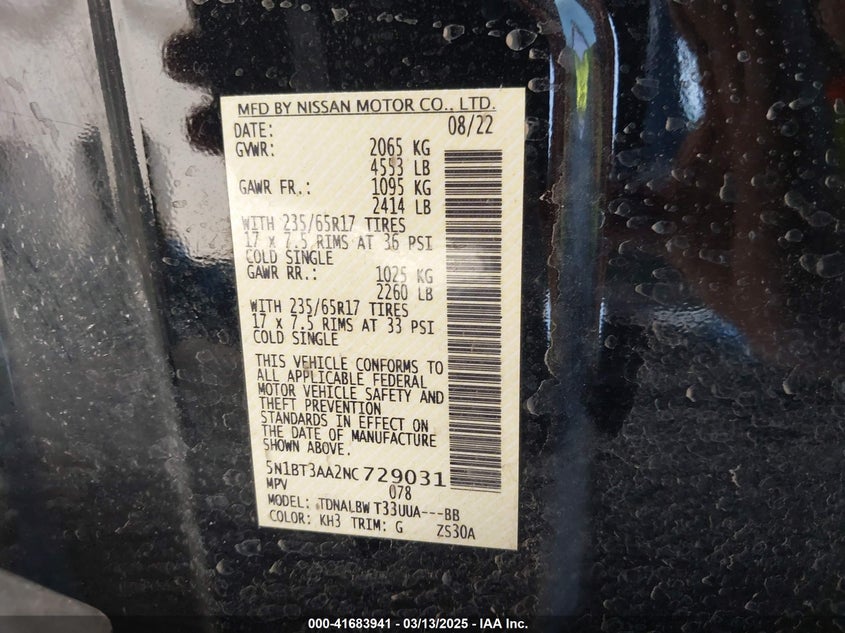 MFD BY NISSAN MOTOR CO., LTD.
DATE: 08/22
GVWR: 2065 KG
4553 LB
GAWR FR.: 1095 KG
2414 LB
WITH 235/65R17 TIRES
17 x 7.5 RIMS AT 36 PSI
COLD SINGLE
GAWR RR.: 1025 KG
2260 LB
WITH 235/65R17 TIRES
17 x 7.5 RIMS AT 33 PSI
COLD SINGLE
THIS VEHICLE CONFORMS TO
ALL APPLICABLE FEDERAL
MOTOR VEHICLE SAFETY AND
THEFT PREVENTION
STANDARDS IN EFFECT ON
THE DATE OF MANUFACTURE
SHOWN ABOVE.
5N1BT3AA2NC729031
MPV 078
MODEL: TDNALBW T33UUA---BB
COLOR: KH3 TRIM: G ZS30A
000-41683941 / 03/13/2025 - IAA Inc.